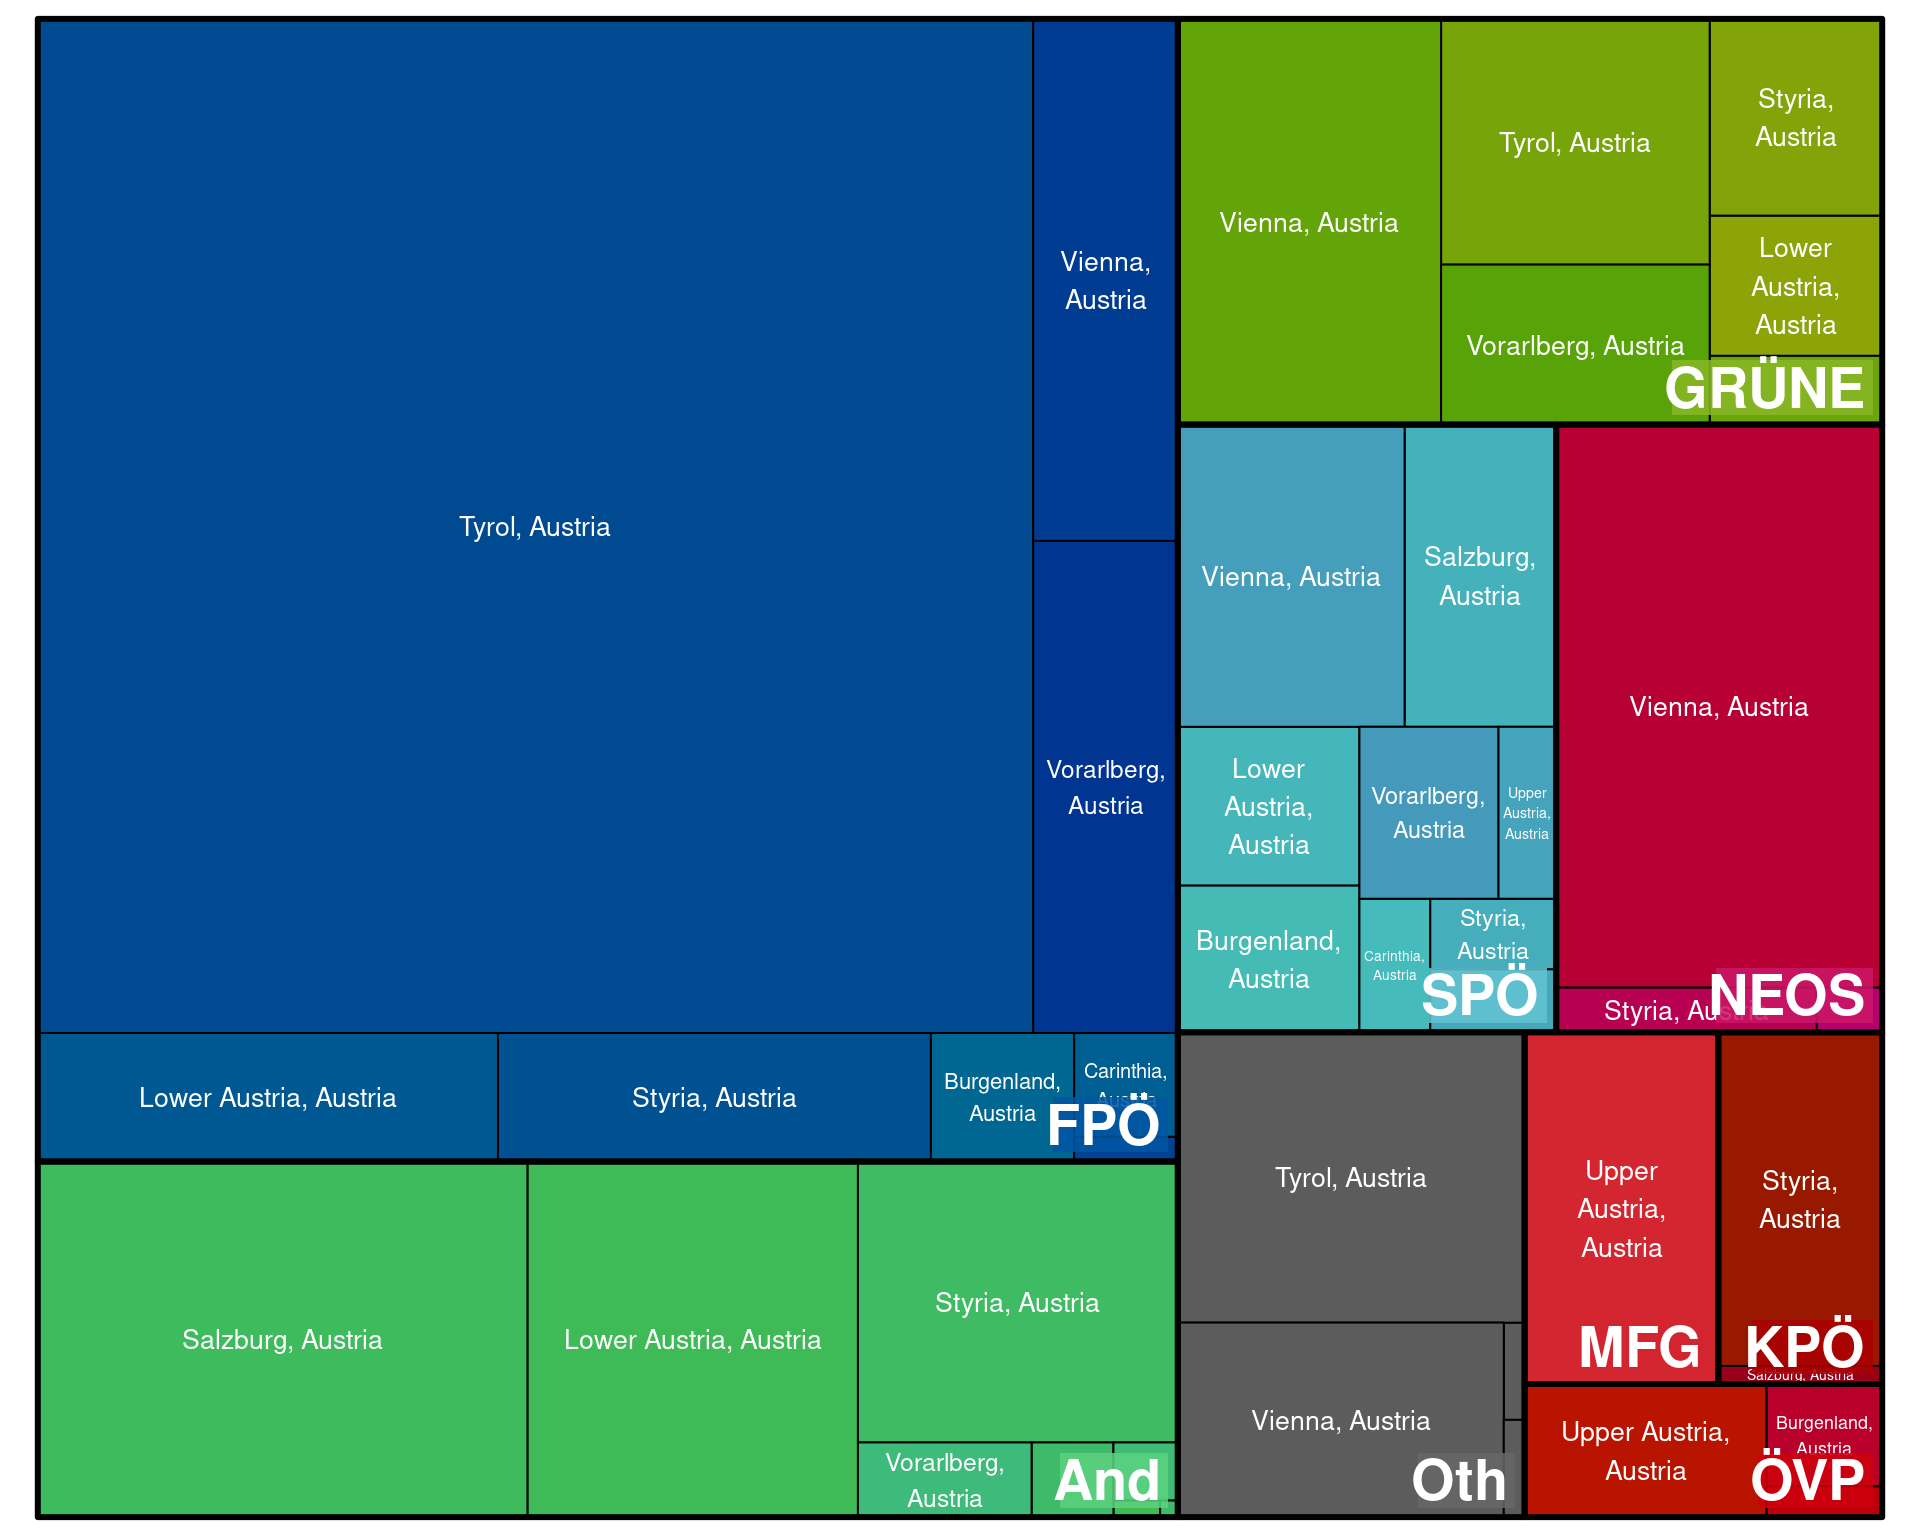 Tyrol, Austria
Vienna,
Austria
Vorarlberg,
Austria
Lower Austria, Austria
Styria, Austria
Burgenland,
Austria
Carinthia,
Austria
FPÖ
Salzburg, Austria
Lower Austria, Austria
Styria, Austria
Vorarlberg,
Austria
And
Vienna, Austria
Tyrol, Austria
Vorarlberg, Austria
Styria,
Austria
Lower
Austria,
Austria
GRÜNE
Vienna, Austria
Salzburg,
Austria
Lower
Austria,
Austria
Burgenland,
Austria
Vorarlberg,
Austria
Upper
Austria,
Austria
Carinthia,
Austria
Styria,
Austria
SPÖ
Vienna, Austria
Styria, Austria
NEOS
Tyrol, Austria
Vienna, Austria
Oth
Upper
Austria,
Austria
MFG
Styria,
Austria
KPÖ
Salzburg, Austria
Upper Austria,
Austria
Burgenland,
Austria
ÖVP